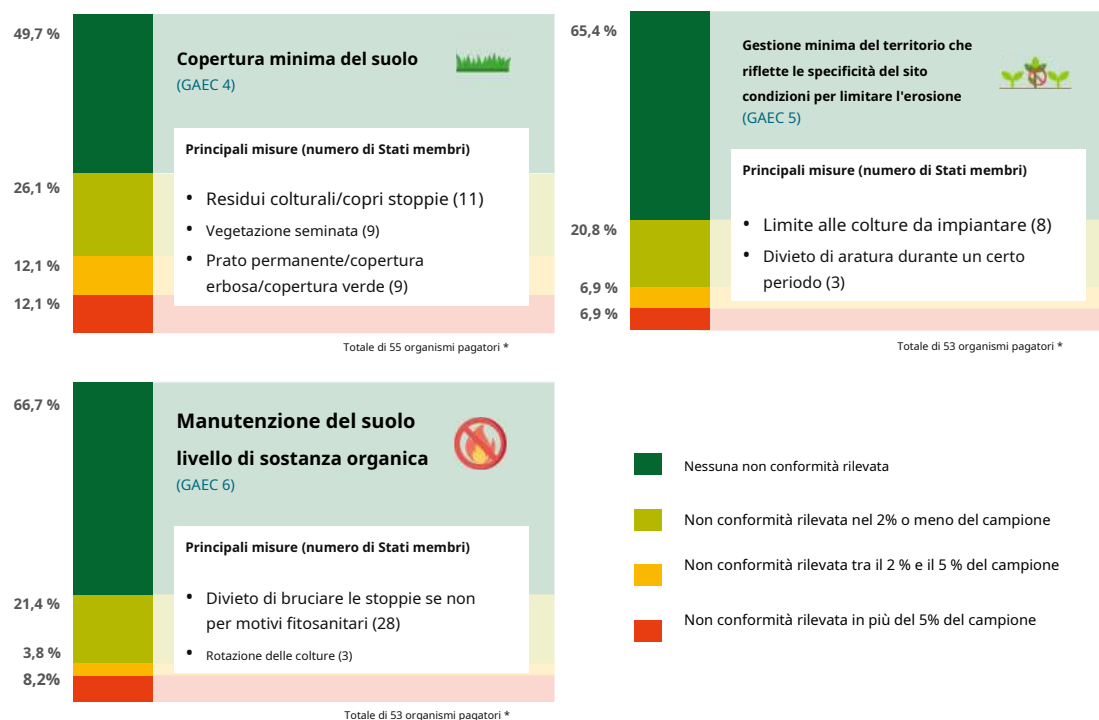 49,7 %
Copertura minima del suolo
(GAEC 4)
Principali misure (numero di Stati membri)
26,1 %
• Residui colturali/copri stoppie (11)
• Vegetazione seminata (9)
12,1 %
• Prato permanente/copertura
erbosa/copertura verde (9)
12,1 %
Totale di 55 organismi pagatori *
65,4 %
Gestione minima del territorio che
riflette le specificità del sito
condizioni per limitare l'erosione
(GAEC 5)
Principali misure (numero di Stati membri)
20,8 %
• Limite alle colture da impiantare (8)
• Divieto di aratura durante un certo
periodo (3)
6,9 %
6,9 %
Totale di 53 organismi pagatori *
66,7 %
Manutenzione del suolo
livello di sostanza organica
(GAEC 6)
Principali misure (numero di Stati membri)
21,4 %
• Divieto di bruciare le stoppie se non
per motivi fitosanitari (28)
3,8 %
• Rotazione delle colture (3)
8,2%
Totale di 53 organismi pagatori *
Nessuna non conformità rilevata
Non conformità rilevata nel 2% o meno del campione
Non conformità rilevata tra il 2 % e il 5 % del campione
Non conformità rilevata in più del 5% del campione